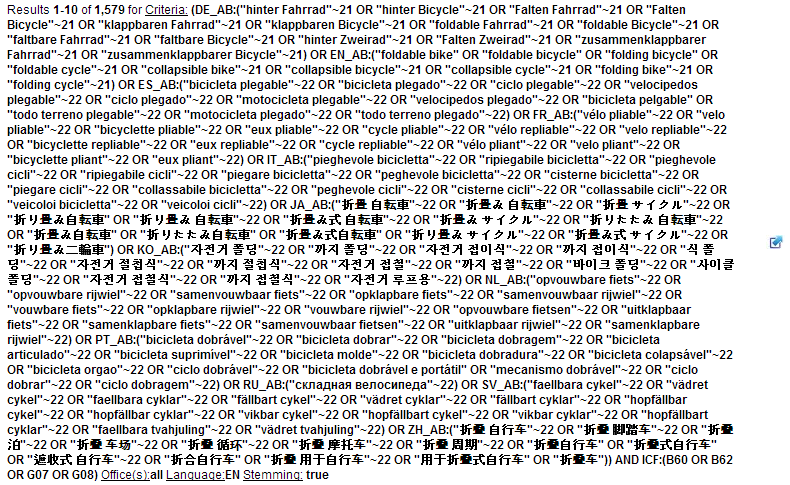 Results 1-10 of 1,579 for Criteria: (DE_AB:("hinter Fahrrad"~21 OR "hinter Bicycle"~21 OR "Falten Fahrrad"~21 OR "Falten
Bicycle"~21 OR "klappbaren Fahrrad"~21 OR "klappbaren Bicycle"~21 OR "foldable Fahrrad"~21 OR "foldable Bicycle"~21 OR
"faltbare Fahrrad"~21 OR "faltbare Bicycle"~21 OR "hinter Zweirad"~21 OR "Falten Zweirad"~21 OR "zusammenklappbarer
Fahrrad"~21 OR "zusammenklappbarer Bicycle"~21) OR EN_AB:("foldable bike" OR "foldable bicycle" OR "folding bicycle" OR
"foldable cycle"~21 OR "collapsible bike"~21 OR "collapsible bicycle"~21 OR "collapsible cycle"~21 OR "folding bike"~21 OR
"folding cycle"~21) OR ES_AB:("bicicleta plegable"~22 OR "bicicleta plegado"~22 OR "ciclo plegable"~22 OR "velocipedos
plegable"~22 OR "ciclo plegado"~22 OR "motocicleta plegable"~22 OR "velocipedos plegado"~22 OR "bicicleta pelgable" OR
"todo terreno plegable"~22 OR "motocicleta plegado"~22 OR "todo terreno plegado"~22) OR FR_AB:("vélo pliable"~22 OR "velo
pliable"~22 OR "bicyclette pliable"~22 OR "eux pliable"~22 OR "cycle pliable"~22 OR "vélo repliable"~22 OR "velo repliable"~22
OR "bicyclette repliable"~22 OR "eux repliable"~22 OR "cycle repliable"~22 OR "vélo pliant"~22 OR "velo pliant"~22 OR
"bicyclette pliant"~22 OR "eux pliant"~22) OR IT_AB:("pieghevole bicicletta"~22 OR "ripiegabile bicicletta"~22 OR "pieghevole
cicli"~22 OR "ripiegabile cicli"~22 OR "piegare bicicletta"~22 OR "peghevole bicicletta"~22 OR "cisterne bicicletta"~22 OR
"piegare cicli"~22 OR "collassabile bicicletta"~22 OR "peghevole cicli"~22 OR "cisterne cicli"~22 OR "collassabile cicli"~22 OR
"veicoloi bicicletta"~22 OR "veicoloi cicli"~22) OR JA_AB:("折畳 自転車"~22 OR "折畳み 自転車"~22 OR "折畳 サイクル"~22 OR
"折り畳み自転車" OR "折り畳み 自転車"~22 OR "折畳み式 自転車"~22 OR "折畳み サイクル"~22 OR "折りたたみ 自転車"~22 OR
"折畳み自転車" OR "折りたたみ自転車"~22 OR "折畳み式自転車"~22 OR "折り畳み サイクル"~22 OR "折畳み式 サイクル"~22 OR
"折り畳み二輪車") OR KO_AB:("자전거 폴딩"~22 OR "까지 폴딩"~22 OR "자전거 접이식"~22 OR "까지 접이식"~22 OR "식 폴
딩"~22 OR "자전거 절첩식"~22 OR "까지 절첩식"~22 OR "자전거 접철"~22 OR "까지 접철"~22 OR "바이크 폴딩"~22 OR "사이클
폴딩"~22 OR "자전거 접철식"~22 OR "까지 접철식"~22 OR "자전거 루프용"~22) OR NL_AB:("opvouwbare fiets"~22 OR
"opvouwbare rijwiel"~22 OR "samenvouwbaar fiets"~22 OR "opklapbare fiets"~22 OR "samenvouwbaar rijwiel"~22 OR
"vouwbare fiets"~22 OR "opklapbare rijwiel"~22 OR "vouwbare rijwiel"~22 OR "opvouwbare fietsen"~22 OR "uitklapbaar
fiets"~22 OR "samenklapbare fiets"~22 OR "samenvouwbare fietsen"~22 OR "uitklapbaar rijwiel"~22 OR "samenklapbare
rijwiel"~22) OR PT_AB:("bicicleta dobrável"~22 OR "bicicleta dobrar"~22 OR "bicicleta dobragem"~22 OR "bicicleta
articulado"~22 OR "bicicleta suprimível"~22 OR "bicicleta molde"~22 OR "bicicleta dobradura"~22 OR "bicicleta colapsável"~22
OR "bicicleta orgao"~22 OR "ciclo dobrável"~22 OR "bicicleta dobrável e portátil" OR "mecanismo dobrável"~22 OR "ciclo
dobrar"~22 OR "ciclo dobragem"~22) OR RU_AB:("складная велосипеда"~22) OR SV_AB:("faellbara cykel"~22 OR "vädret
cykel"~22 OR "faellbara cyklar"~22 OR "fällbart cykel"~22 OR "vädret cyklar"~22 OR "fällbart cyklar"~22 OR "hopfällbar
cykel"~22 OR "hopfällbar cyklar"~22 OR "vikbar cykel"~22 OR "hopfällbart cykel"~22 OR "vikbar cyklar"~22 OR "hopfällbart
cyklar"~22 OR "faellbara tvahjuling"~22 OR "vädret tvahjuling"~22) OR ZH_AB:("折叠 自行车"~22 OR "折叠 脚踏车"~22 OR "折叠
泊"~22 OR "折叠 车场"~22 OR "折叠 循环"~22 OR "折叠 摩托车"~22 OR "折叠 周期"~22 OR "折叠自行车" OR "折叠式自行车"
OR "遮收式 自行车"~22 OR "折合自行车" OR "折叠 用于自行车"~22 OR "用于折叠式自行车" OR "折叠车")) AND ICF:(B60 OR B62
OR G07 OR G08) Office(s):all Language:EN Stemming: true